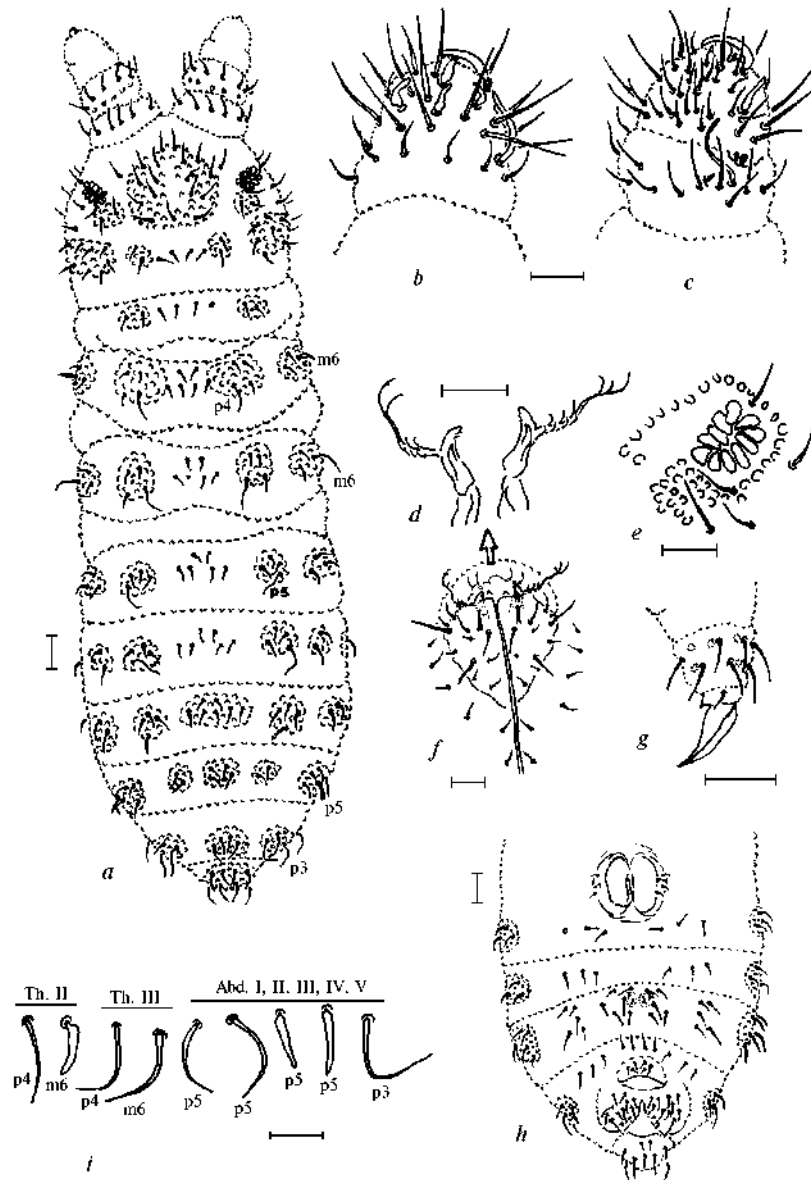 b
c
m6
p4
m6
d
e
p5
f
g
p5
a
p3
h
Th. II
Th. III
Abd. I, II. III, IV. V
p4
m6
p4
m6
p5
p5
p5
p5
p3
i